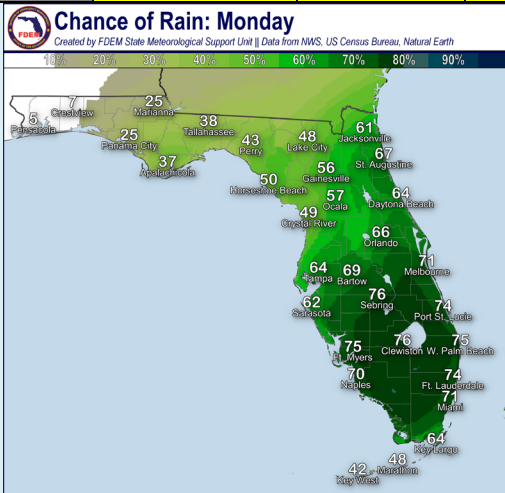 Chance of Rain: Monday
FDEM
Created by FDEM State Meteorological Support Unit || Data from NWS, US Census Bureau, Natural Earth
10% 20% 30% 40% 50% 60% 70% 80% 90%
5
Pensacola
7
Crestview
25
Marianna
25
Panama City
37
Apalachicola
38
Tallahassee
43
Perry
48
Lake City
61
Jacksonville
67
St. Augustine
56
Gainesville
50
Horseshoe Beach
57
Ocala
64
Daytona Beach
49
Crystal River
66
Orlando
71
Melbourne
64
Tampa
69
Bartow
62
Sarasota
76
Sebring
74
Port St. Lucie
75
Ft. Myers
76
Clewiston
75
W. Palm Beach
70
Naples
74
Ft. Lauderdale
71
Miami
64
Key Largo
48
Marathon
42
Key West